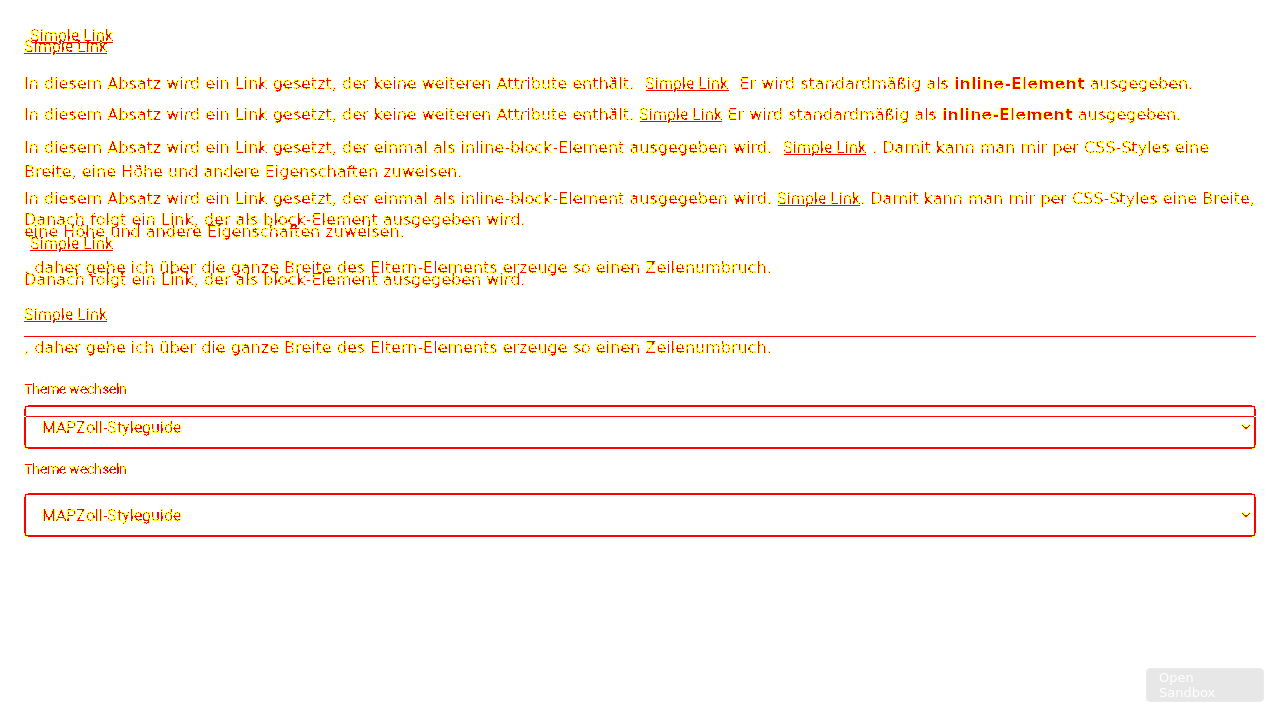 Simple Link
Simple Link
In diesem Absatz wird ein Link gesetzt, der keine weiteren Attribute enthält. Simple Link Er wird standardmäßig als inline-Element ausgegeben.
In diesem Absatz wird ein Link gesetzt, der keine weiteren Attribute enthält. Simple Link Er wird standardmäßig als inline-Element ausgegeben.
In diesem Absatz wird ein Link gesetzt, der einmal als inline-block-Element ausgegeben wird. Simple Link . Damit kann man mir per CSS-Styles eine
Breite, eine Höhe und andere Eigenschaften zuweisen.
In diesem Absatz wird ein Link gesetzt, der einmal als inline-block-Element ausgegeben wird. Simple Link. Damit kann man mir per CSS-Styles eine Breite,
Danach folgt ein Link, der als block-Element ausgegeben wird.
eine Höhe und andere Eigenschaften zuweisen.
Simple Link
, daher gehe ich über die ganze Breite des Eltern-Elements erzeuge so einen Zeilenumbruch.
Danach folgt ein Link, der als block-Element ausgegeben wird.
Simple Link
, daher gehe ich über die ganze Breite des Eltern-Elements erzeuge so einen Zeilenumbruch.
Theme wechseln
MAPZoll-Styleguide
Theme wechseln
MAPZoll-Styleguide
Open
Sandbox